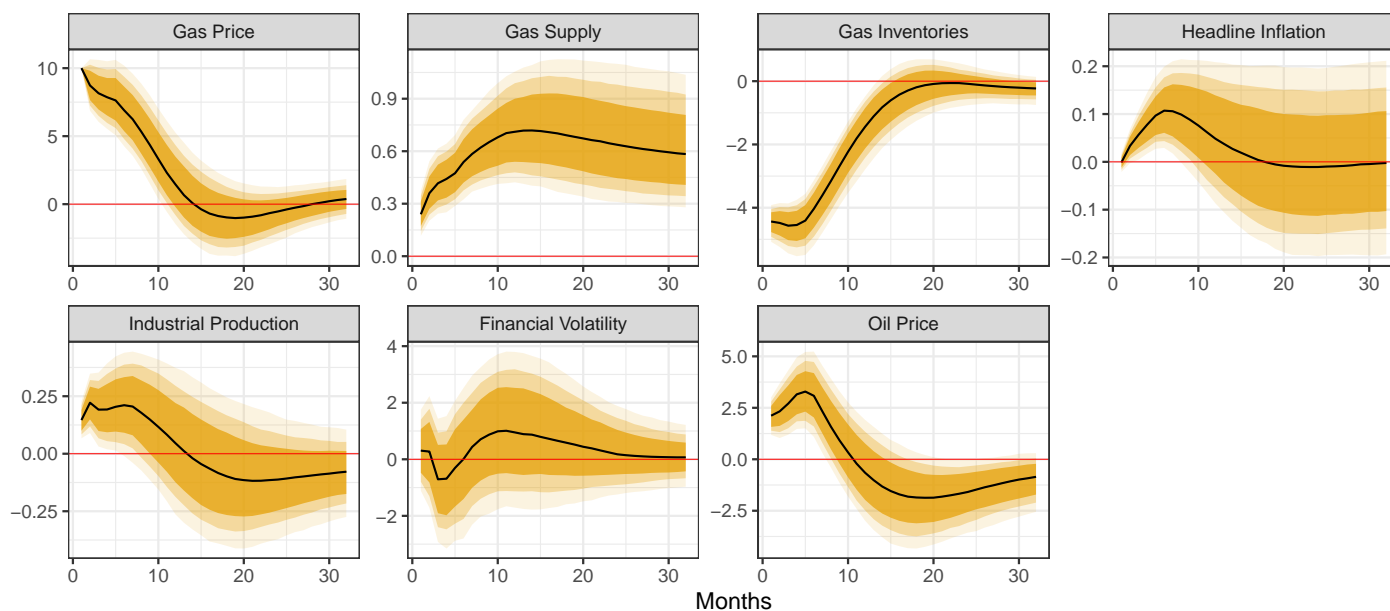 Gas Price
Gas Supply
Gas Inventories
Headline Inflation
10
5
0
0 10 20 30
0.9
0.6
0.3
0.0
0 10 20 30
0
−2
−4
0 10 20 30
0.2
0.1
0.0
−0.1
−0.2
0 10 20 30
Industrial Production
Financial Volatility
Oil Price
0.25
0.00
−0.25
0 10 20 30
4
2
0
−2
0 10 20 30
5.0
2.5
0.0
−2.5
0 10 20 30
Months